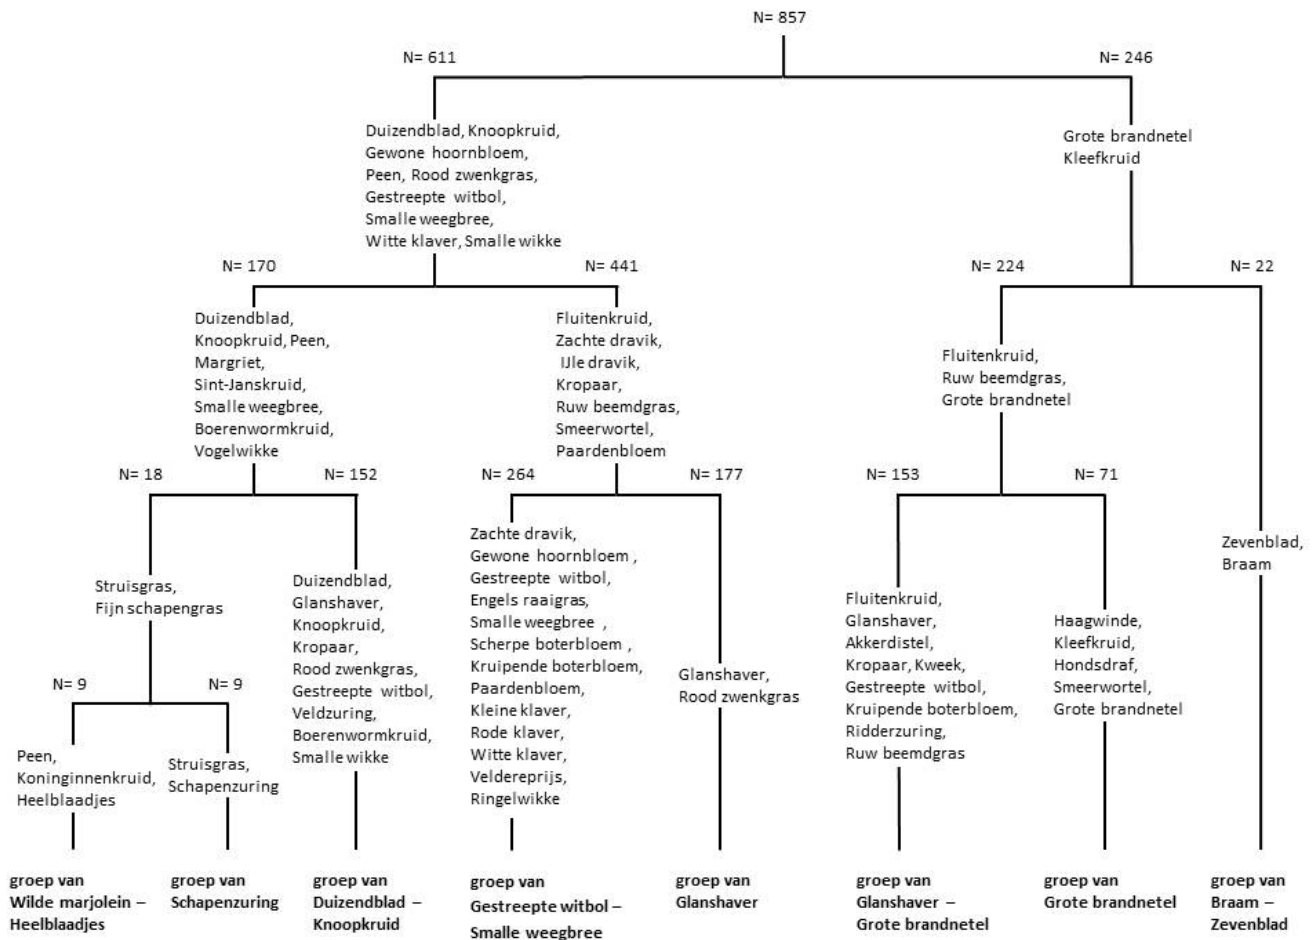 N= 857
N= 611
N= 246
Duizendblad, Knoopkruid,
Gewone hoornbloem,
Peen, Rood zwenkgras,
Gestreepte witbol,
Smalle weegbree,
Witte klaver, Smalle wikke
Grote brandnetel
Kleefkruid
N= 170
N= 441
N= 224
N= 22
Duizendblad,
Knoopkruid, Peen,
Margriet,
Sint-Janskruid,
Smalle weegbree,
Boerenwormkruid,
Vogelwikke
Fluitenkruid,
Zachte dravik,
IJle dravik,
Kropaar,
Ruw beemdgras,
Smeerwortel,
Paardenbloem
Fluitenkruid,
Ruw beemdgras,
Grote brandnetel
N= 18
N= 152
N= 264
N= 177
N= 153
N= 71
Struisgras,
Fijn schapengras
Duizendblad,
Glanshaver,
Knoopkruid,
Kropaar,
Rood zwenkgras,
Gestreepte witbol,
Veldzuring,
Boerenwormkruid,
Smalle wikke
Zachte dravik,
Gewone hoornbloem ,
Gestreepte witbol,
Engels raaigras,
Smalle weegbree ,
Scherpe boterbloem ,
Kruipende boterbloem,
Paardenbloem,
Kleine klaver,
Rode klaver,
Witte klaver,
Veldereprijs,
Ringelwikke
Glanshaver,
Rood zwenkgras
Fluitenkruid,
Glanshaver,
Akkerdistel,
Kropaar, Kweek,
Gestreepte witbol,
Kruipende boterbloem,
Ridderzuring,
Ruw beemdgras
Haagwinde,
Kleefkruid,
Hondsdraf,
Smeerwortel,
Grote brandnetel
Zevenblad,
Braam
N= 9
N= 9
Peen,
Koninginnenkruid,
Heelblaadjes
Struisgras,
Schapenzuring
groep van
Wilde marjolein –
Heelblaadjes
groep van
Schapenzuring
groep van
Duizendblad –
Knoopkruid
groep van
Gestreepte witbol –
Smalle weegbree
groep van
Glanshaver
groep van
Glanshaver –
Grote brandnetel
groep van
Grote brandnetel
groep van
Braam –
Zevenblad